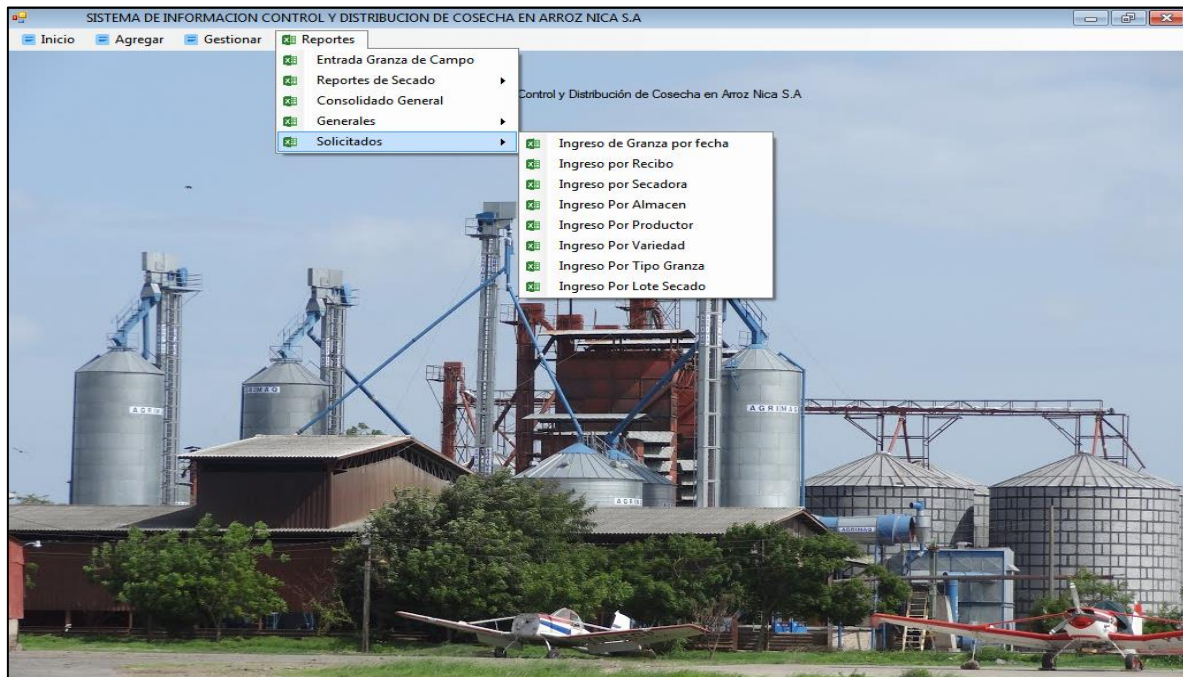 SISTEMA DE INFORMACION CONTROL Y DISTRIBUCION DE COSECHA EN ARROZ NICA S.A
Inicio Agregar Gestionar Reportes
Entrada Granza de Campo
Reportes de Secado
Control y Distribución de Cosecha en Arroz Nica S.A
Consolidado General
Generales
Solicitados
Ingreso de Granza por fecha
Ingreso por Recibo
Ingreso por Secadora
Ingreso Por Almacen
Ingreso Por Productor
Ingreso Por Variedad
Ingreso Por Tipo Granza
Ingreso Por Lote Secado
AGRIMAQ